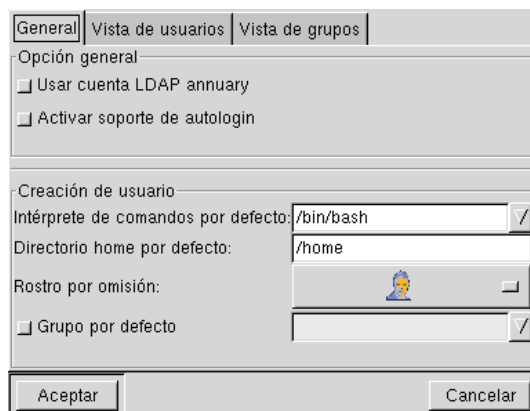 General Vista de usuarios Vista de grupos
Opción general
Usar cuenta LDAP annuary
Activar soporte de autologin
Creación de usuario
Intérprete de comandos por defecto: /bin/bash
Directorio home por defecto: /home
Rostro por omisión:
Grupo por defecto
Aceptar Cancelar